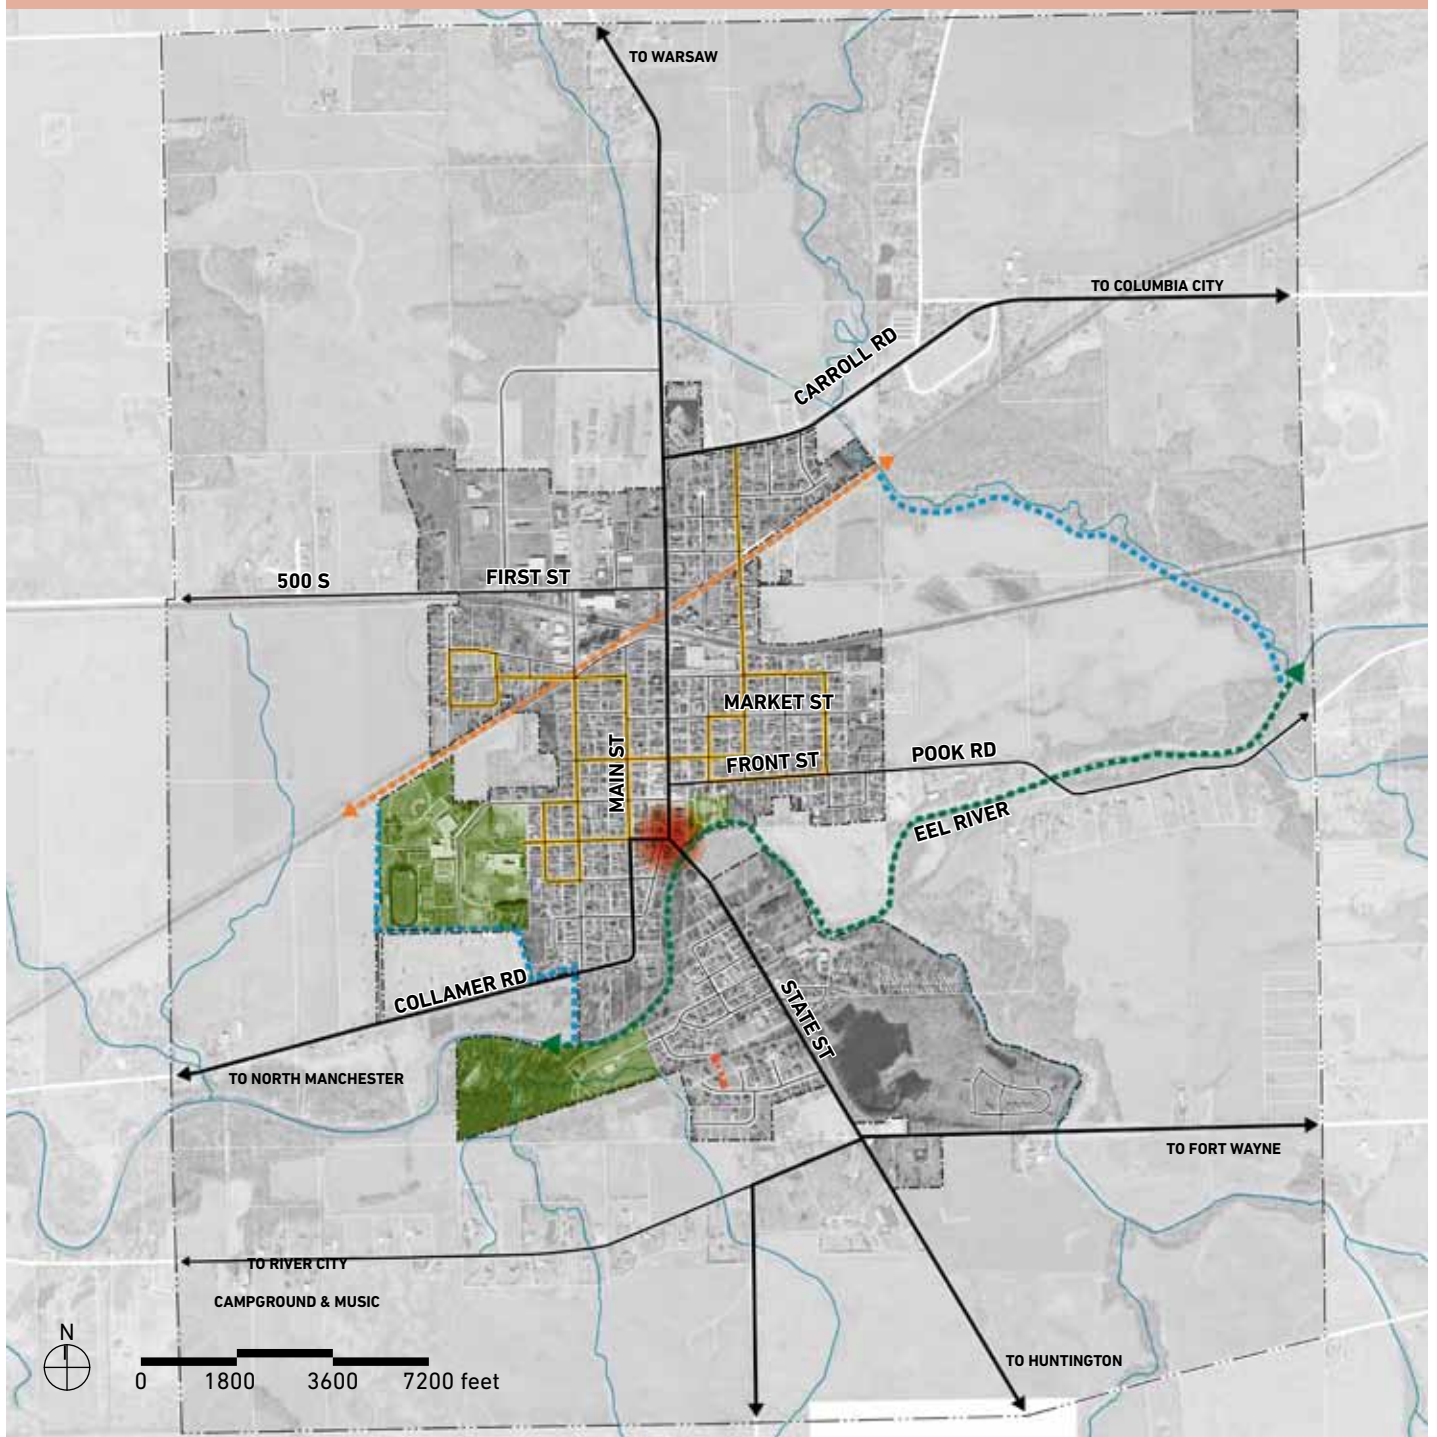 TO WARSAW
TO COLUMBIA CITY
CARROLL RD
500 S
FIRST ST
MARKET ST
MAIN ST
FRONT ST
POOK RD
EEL RIVER
COLLAMER RD
STATE ST
TO NORTH MANCHESTER
TO FORT WAYNE
TO RIVER CITY
CAMPGROUND & MUSIC
TO HUNTINGTON
N
0 1800 3600 7200 feet